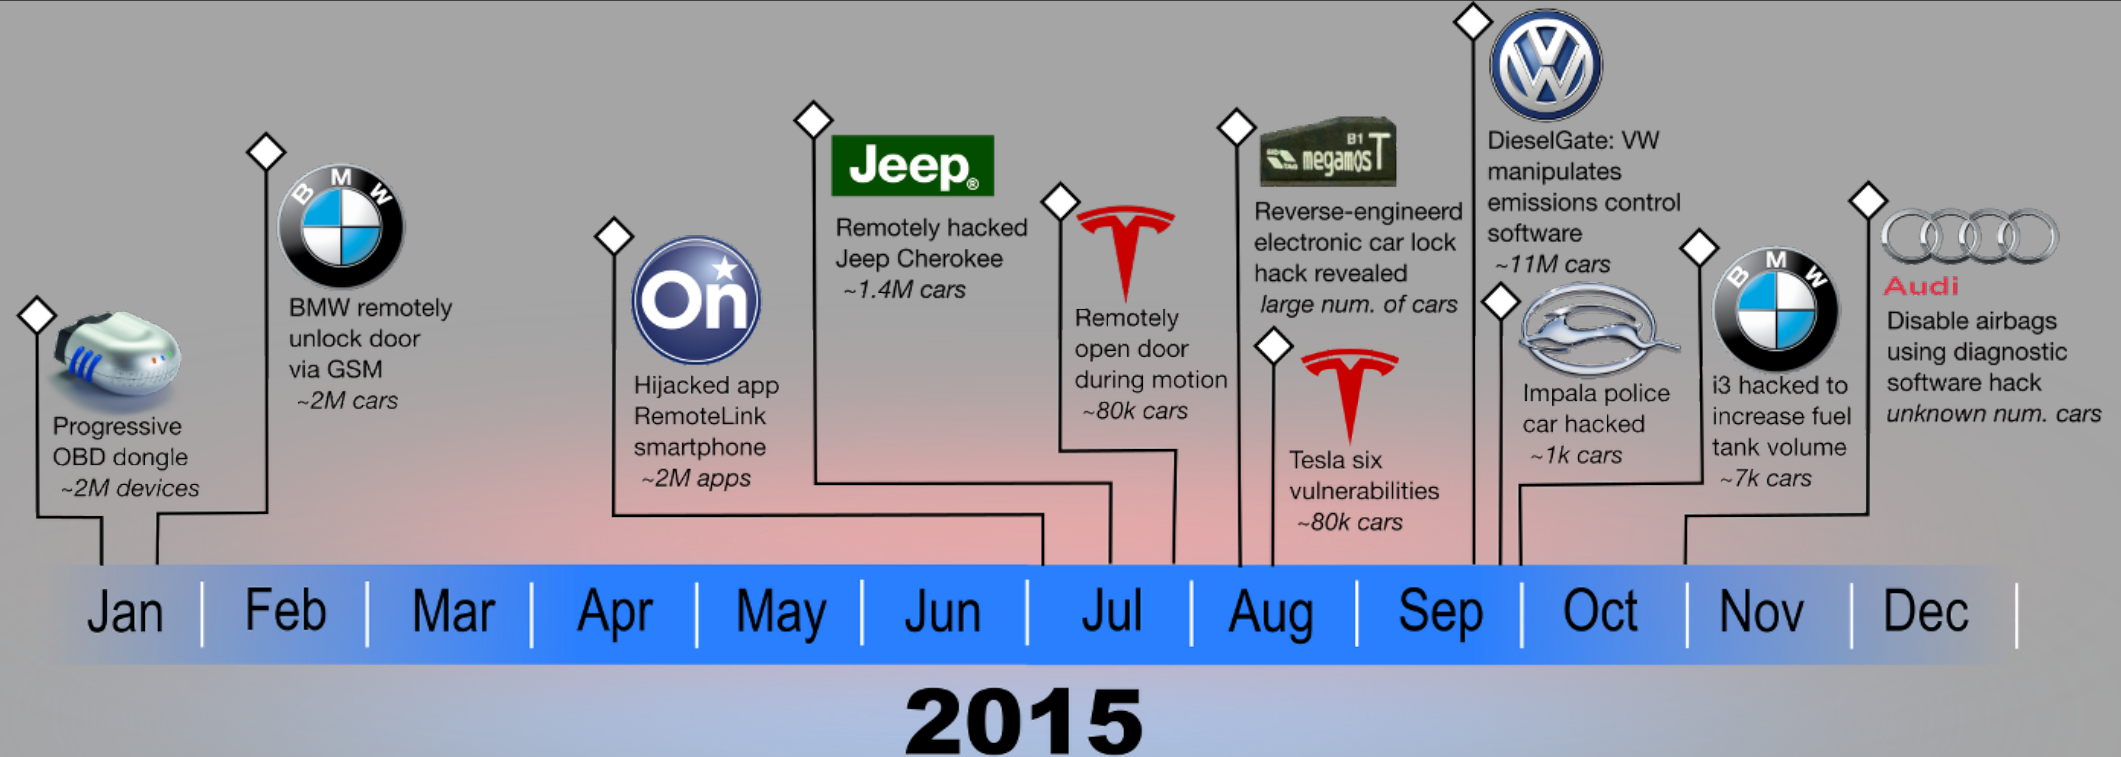 Progressive
OBD dongle
~2M devices
BMW
BMW remotely
unlock door
via GSM
~2M cars
On
Hijacked app
RemoteLink
smartphone
~2M apps
Jeep®
Remotely hacked
Jeep Cherokee
~1.4M cars
Remotely
open door
during motion
~80k cars
B1
megamos T
Reverse-engineerd
electronic car lock
hack revealed
large num. of cars
Tesla six
vulnerabilities
~80k cars
VW
DieselGate: VW
manipulates
emissions control
software
~11M cars
Impala police
car hacked
~1k cars
BMW
i3 hacked to
increase fuel
tank volume
~7k cars
Audi
Disable airbags
using diagnostic
software hack
unknown num. cars
Jan Feb Mar Apr May Jun Jul Aug Sep Oct Nov Dec
2015